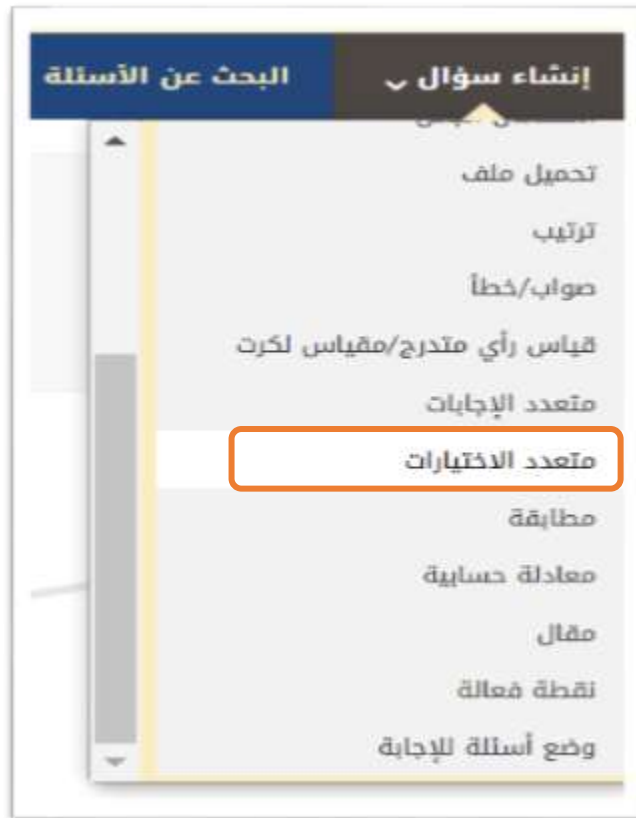 إنشاء سؤال
البحث عن الأسئلة
تحميل ملف
ترتيب
صواب/خطأ
قياس رأي متدرج/مقياس لكرت
متعدد الإجابات
متعدد الاختيارات
مطابقة
معادلة حسابية
مقال
نقطة فعالة
وضع أسئلة للإجابة